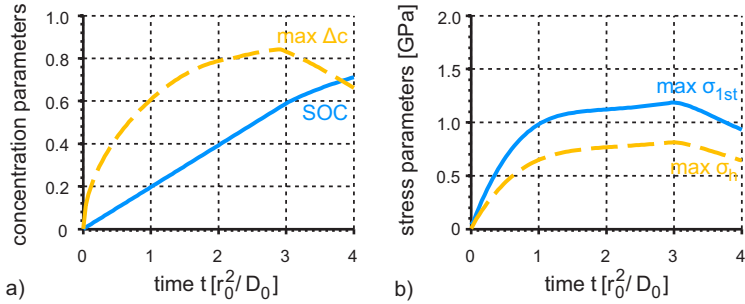 concentration parameters
1.0
0.8
0.6
0.4
0.2
0
max Δc
SOC
0 1 2 3 4
time t [r₀²/D₀]
a)
stress parameters [GPa]
2.0
1.5
1.0
0.5
0
max σ₁ₛₜ
max σₕ
0 1 2 3 4
time t [r₀²/D₀]
b)